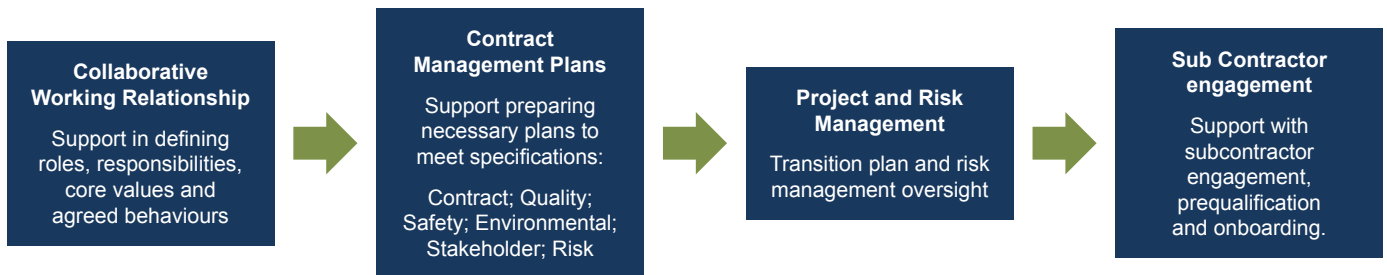 Collaborative
Working Relationship
Support in defining
roles, responsibilities,
core values and
agreed behaviours
Contract
Management Plans
Support preparing
necessary plans to
meet specifications:
Contract; Quality;
Safety; Environmental;
Stakeholder; Risk
Project and Risk
Management
Transition plan and risk
management oversight
Sub Contractor
engagement
Support with
subcontractor
engagement,
prequalification
and onboarding.